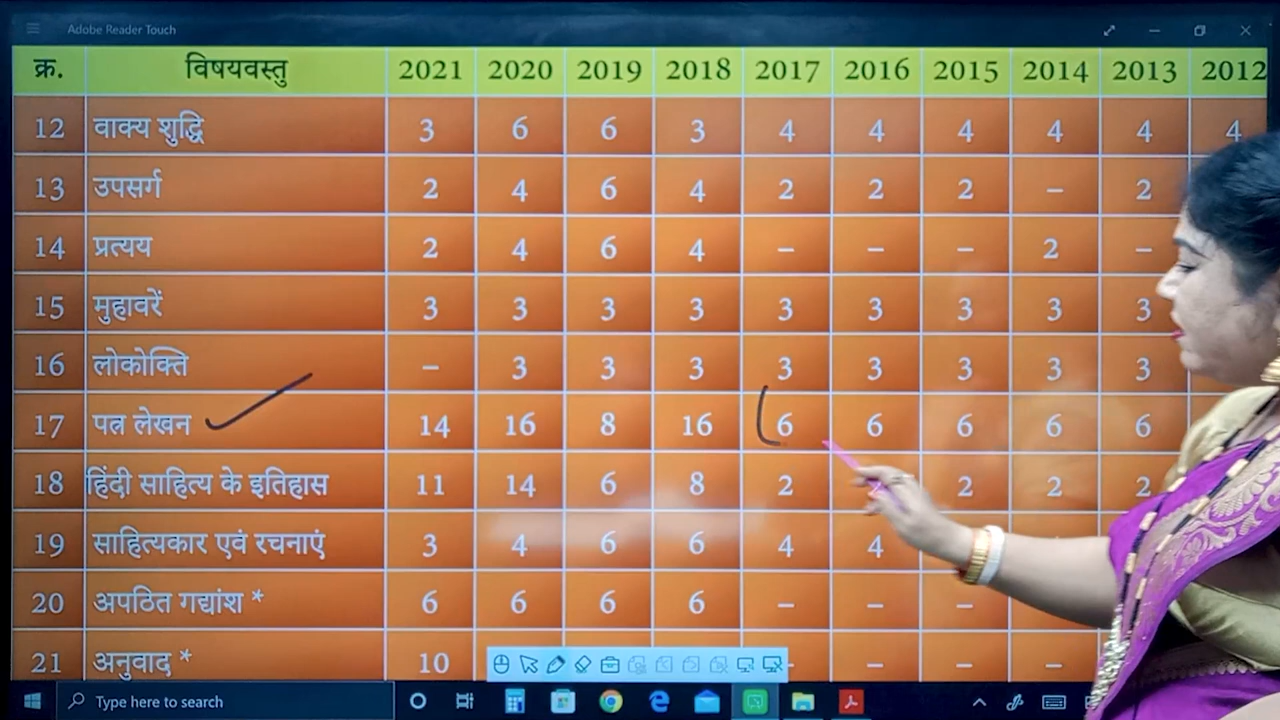 Adobe Reader Touch
क्र. विषयवस्तु 2021 2020 2019 2018 2017 2016 2015 2014 2013 2012
12 वाक्य शुद्धि 3 6 6 3 4 4 4 4 4 4
13 उपसर्ग 2 4 6 4 2 2 2 – 2
14 प्रत्यय 2 4 6 4 – – – 2 –
15 मुहावरें 3 3 3 3 3 3 3 3 3
16 लोकोक्ति – 3 3 3 3 3 3 3 3
17 पत्र लेखन 14 16 8 16 6 6 6 6 6
18 हिंदी साहित्य के इतिहास 11 14 6 8 2 2 2 2
19 साहित्यकार एवं रचनाएं 3 4 6 6 4 4
20 अपठित गद्यांश * 6 6 6 6 – – –
21 अनुवाद * 10 – – – –
Type here to search